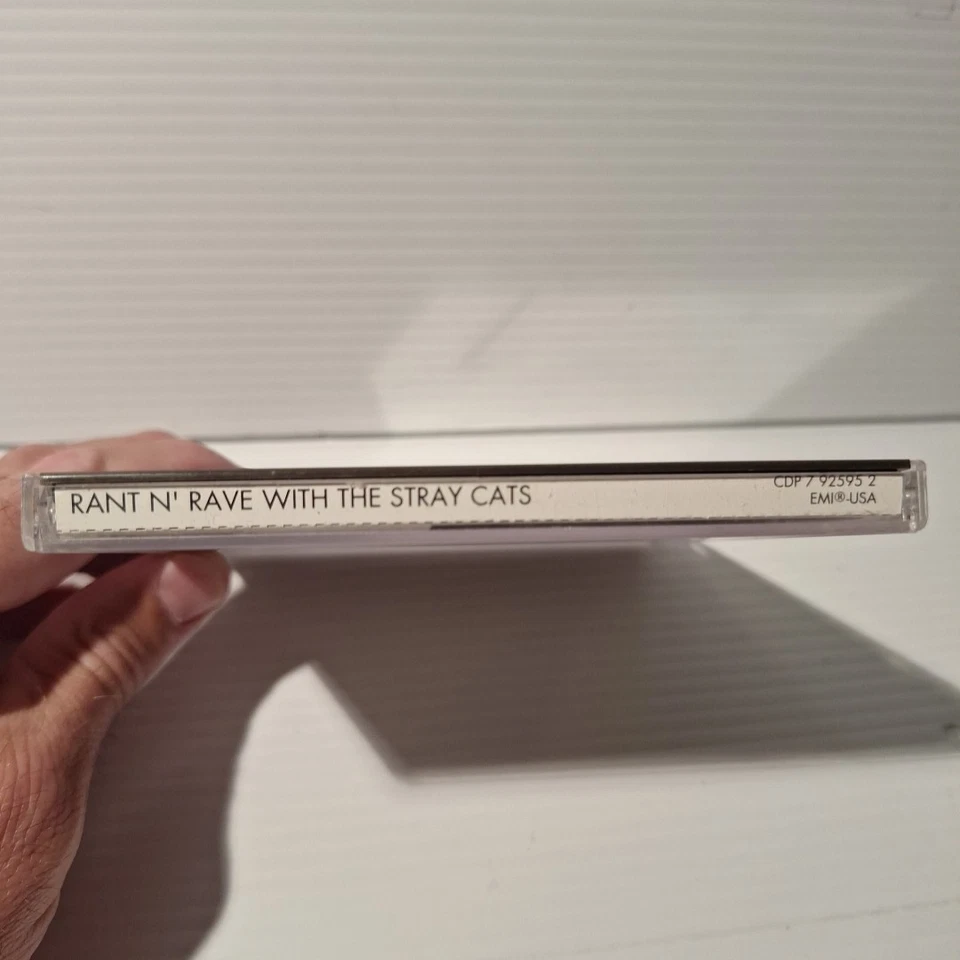 RANT N' RAVE WITH THE STRAY CATS
CDP 7 92595 2
EMI®-USA